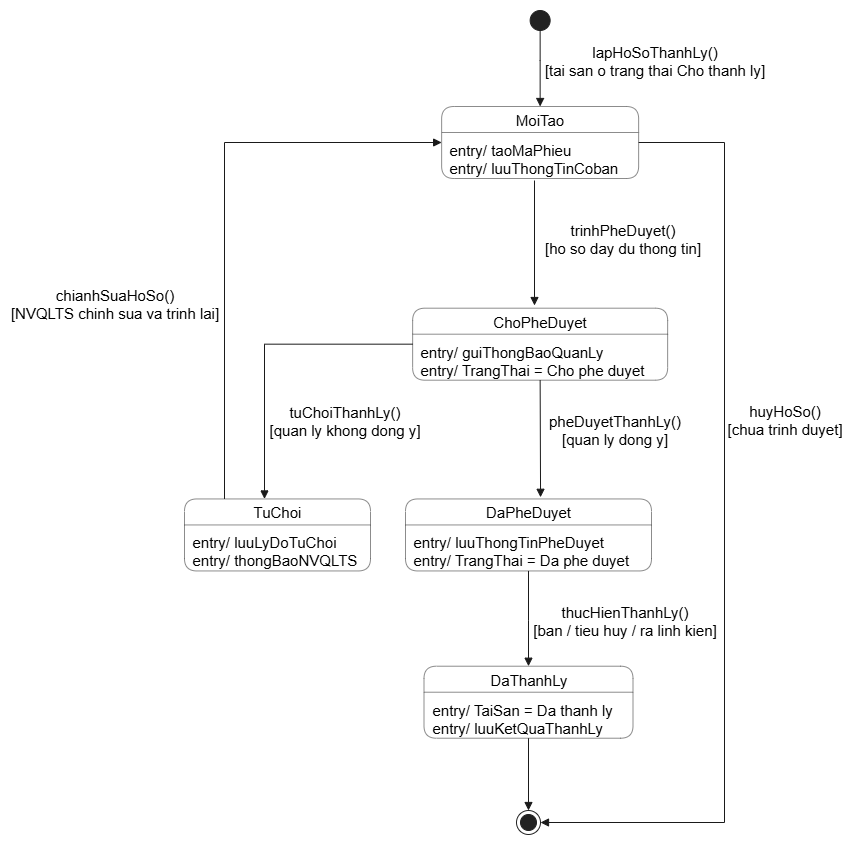 lapHoSoThanhLy()
[tai san o trang thai Cho thanh ly]
MoiTao
entry/ taoMaPhieu
entry/ luuThongTinCoban
trinhPheDuyet()
[ho so day du thong tin]
chianhSuaHoSo()
[NVQLTS chinh sua va trinh lai]
ChoPheDuyet
entry/ guiThongBaoQuanLy
entry/ TrangThai = Cho phe duyet
tuChoiThanhLy()
[quan ly khong dong y]
pheDuyetThanhLy()
[quan ly dong y]
huyHoSo()
[chua trinh duyet]
TuChoi
entry/ luuLyDoTuChoi
entry/ thongBaoNVQLTS
DaPheDuyet
entry/ luuThongTinPheDuyet
entry/ TrangThai = Da phe duyet
thucHienThanhLy()
[ban / tieu huy / ra linh kien]
DaThanhLy
entry/ TaiSan = Da thanh ly
entry/ luuKetQuaThanhLy